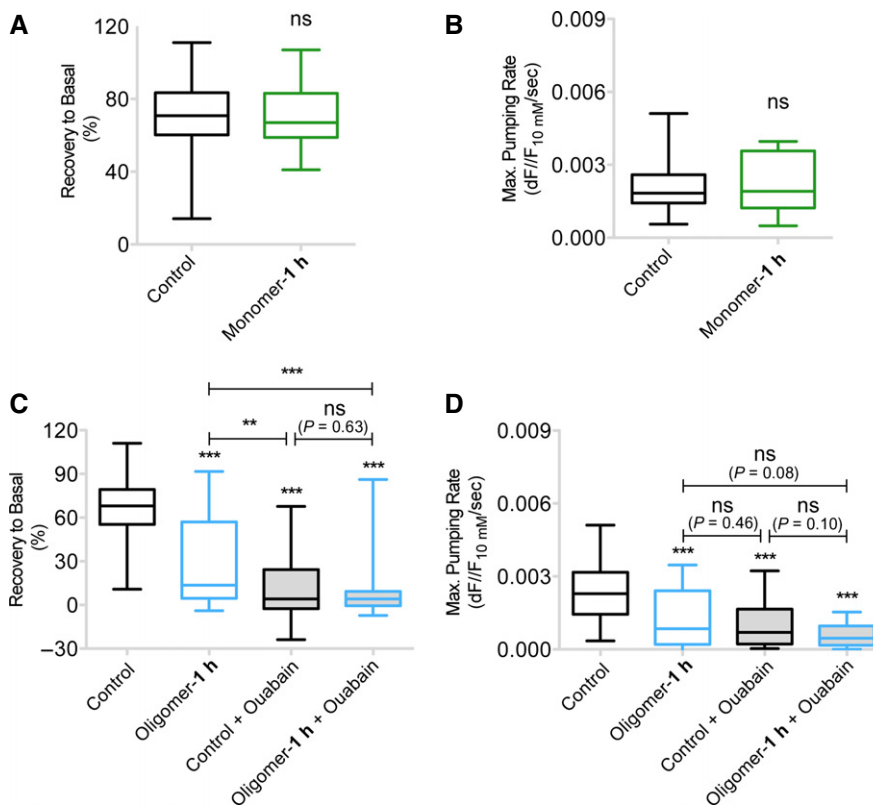 A
Recovery to Basal
(%)
120
80
40
0
ns
Control
Monomer-1 h
B
Max. Pumping Rate
(dF//F10 mM/sec)
0.009
0.006
0.003
0.000
ns
Control
Monomer-1 h
C
Recovery to Basal
(%)
120
90
60
30
0
–30
***
ns
** (P = 0.63)
*** *** ***
Control
Oligomer-1 h
Control + Ouabain
Oligomer-1 h + Ouabain
D
Max. Pumping Rate
(dF//F10 mM/sec)
0.009
0.006
0.003
0.000
ns
(P = 0.08)
ns ns
(P = 0.46) (P = 0.10)
*** *** ***
Control
Oligomer-1 h
Control + Ouabain
Oligomer-1 h + Ouabain